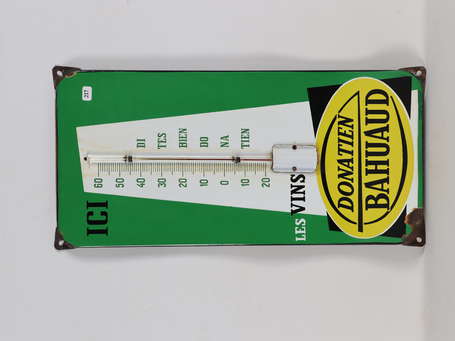 ICI
60
50
40 DI
30 TES
20 BIEN
10 DO
0 NA
10 TIEN
20
LES VINS
DONATIEN
BAHUAUD